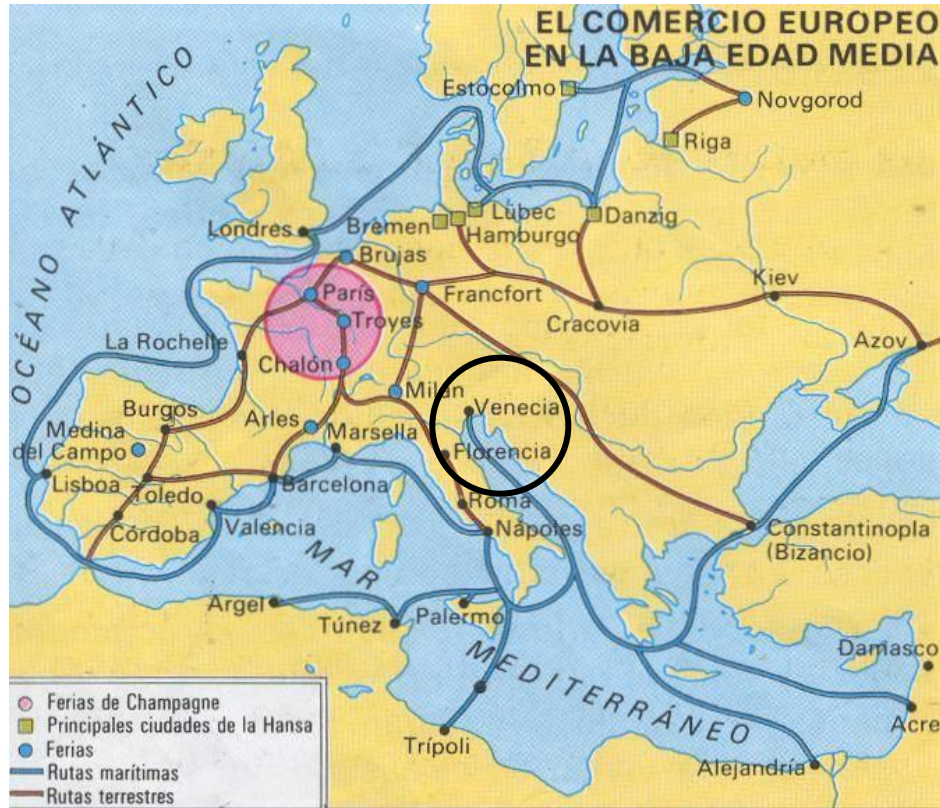 EL COMERCIO EUROPEO
EN LA BAJA EDAD MEDIA
OCÉANO ATLÁNTICO
Estocolmo
Novgorod
Riga
Londres
Bremen
Lübec
Hamburgo
Danzig
Brujas
París
Francfort
Kiev
Troyes
Cracovia
Azov
La Rochelle
Chalón
Milán
Burgos
Arles
Venecia
Medina
del Campo
Marsella
Florencia
Lisboa
Toledo
Barcelona
Roma
Córdoba
Valencia
Nápoles
Constantinopla
(Bizancio)
MAR
MEDITERRÁNEO
Argel
Túnez
Palermo
Damasco
Acre
Trípoli
Alejandría
Ferias de Champagne
Principales ciudades de la Hansa
Ferias
Rutas marítimas
Rutas terrestres